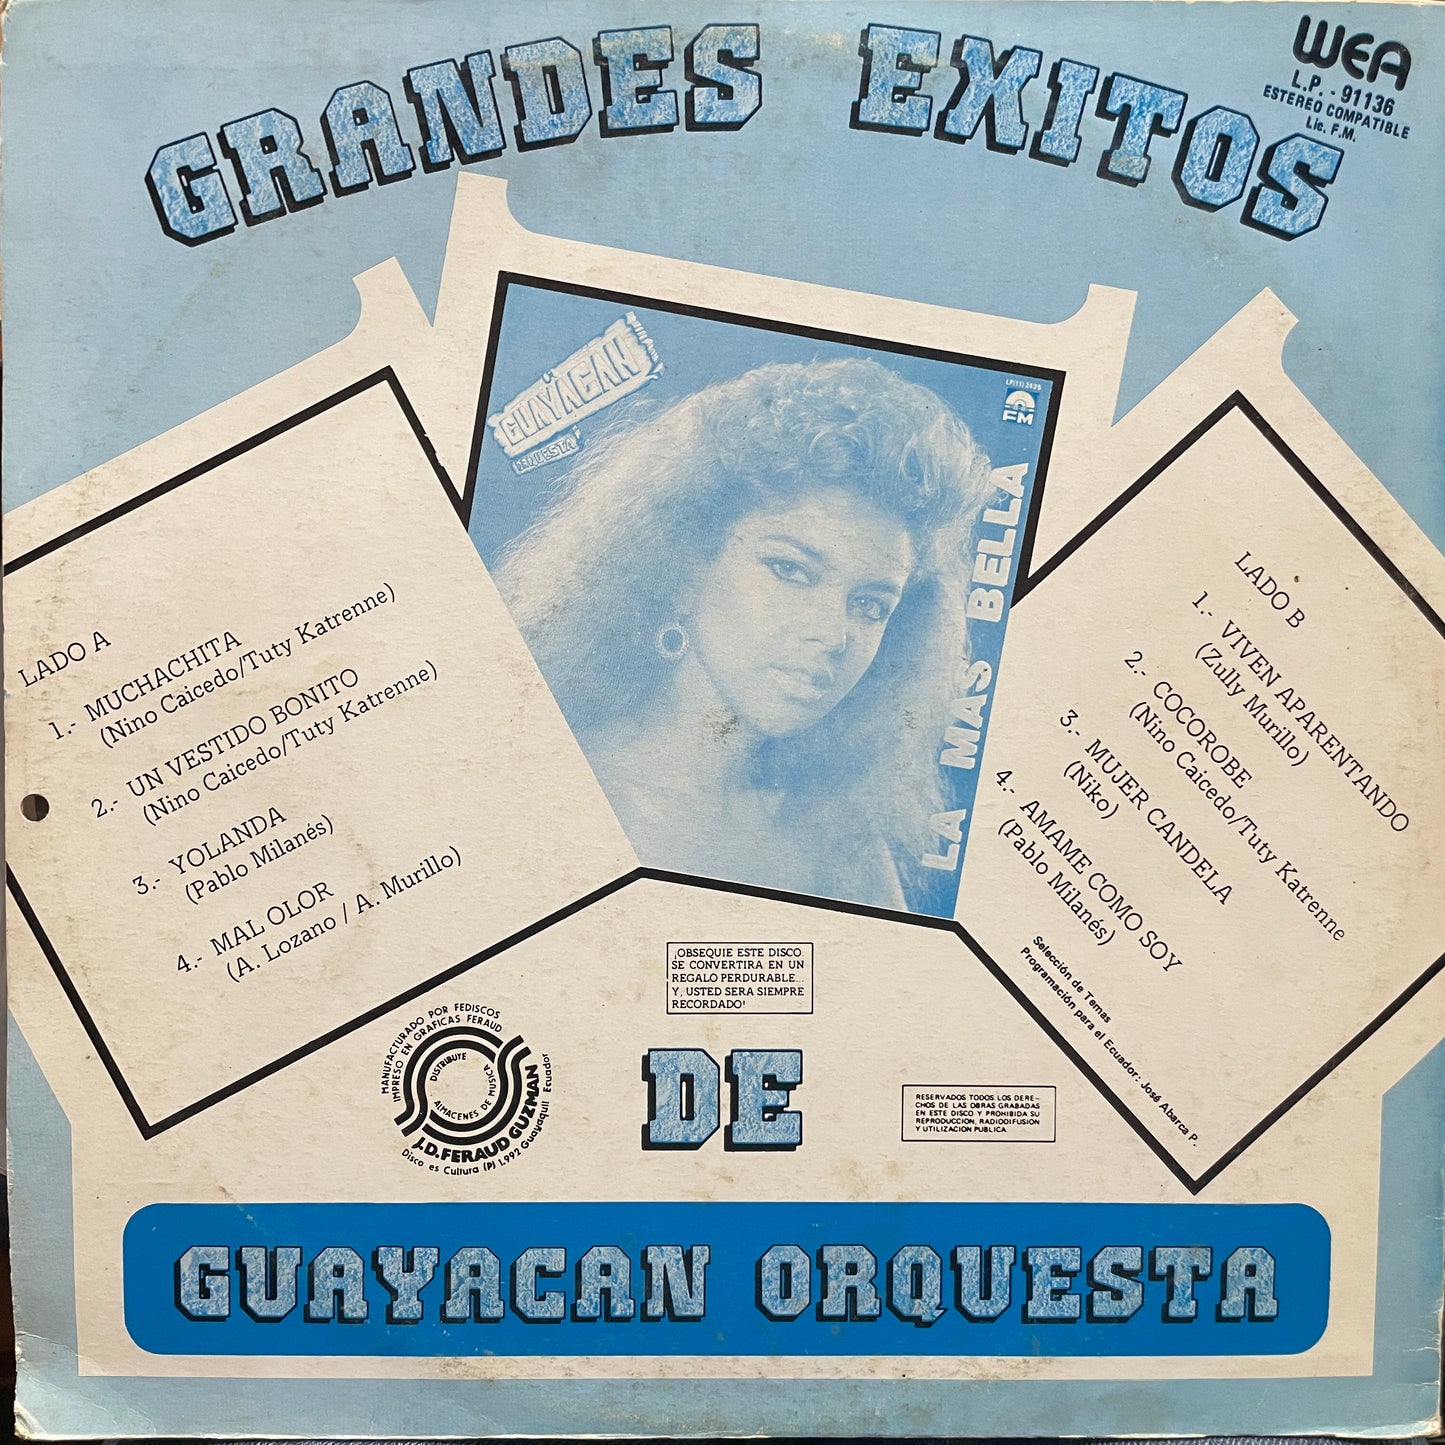 GRANDES EXITOS
WEA
L.P. - 91136
ESTEREO COMPATIBLE
Lic. F.M.
GUAYACAN
ORQUESTA
LP(11) 2635
FM
LA MAS BELLA
LADO A
1.- MUCHACHITA
(Nino Caicedo/Tuty Katrenne)
2.- UN VESTIDO BONITO
(Nino Caicedo/Tuty Katrenne)
3.- YOLANDA
(Pablo Milanés)
4.- MAL OLOR
(A. Lozano / A. Murillo)
LADO B
1.- VIVEN APARENTANDO
(Zully Murillo)
2.- COCOROBE
(Nino Caicedo/Tuty Katrenne
3.- MUJER CANDELA
(Niko)
4.- AMAME COMO SOY
(Pablo Milanés)
Selección de Temas
Programación para el Ecuador: José Abarca P.
¡OBSEQUIE ESTE DISCO.
SE CONVERTIRA EN UN
REGALO PERDURABLE...
Y, USTED SERA SIEMPRE
RECORDADO!
MANUFACTURADO POR FEDISCOS
IMPRESO EN GRAFICAS FERAUD
DISTRIBUYE
ALMACENES DE MUSICA
J.D. FERAUD GUZMAN
Disco es Cultura (P) 1.992 Guayaquil Ecuador
DE
RESERVADOS TODOS LOS DERE-
CHOS DE LAS OBRAS GRABADAS
EN ESTE DISCO Y PROHIBIDA SU
REPRODUCCION, RADIODIFUSION
Y UTILIZACION PUBLICA
GUAYACAN ORQUESTA